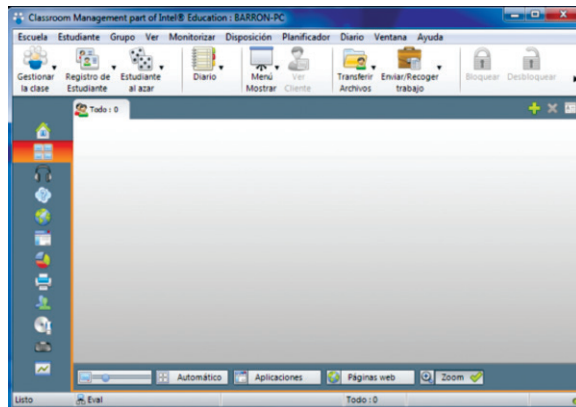 Classroom Management part of Intel® Education : BARRON-PC
Escuela Estudiante Grupo Ver Monitorizar Disposición Planificador Diario Ventana Ayuda
Gestionar la clase
Registro de Estudiante
Estudiante al azar
Diario
Menú Mostrar
Ver Cliente
Transferir Archivos
Enviar/Recoger trabajo
Bloquear
Desbloquear
Todo : 0
Automático Aplicaciones Páginas web Zoom
Listo Eval Todo : 0